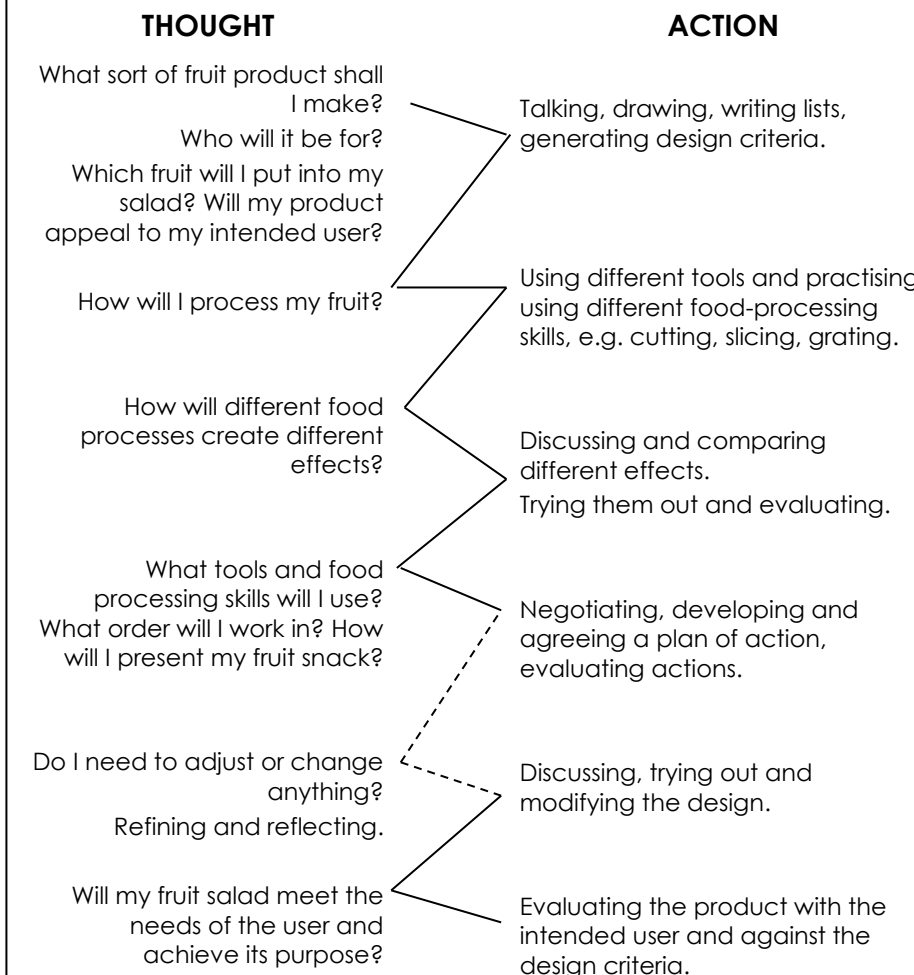 THOUGHT
ACTION
What sort of fruit product shall
I make?
Who will it be for?
Which fruit will I put into my
salad? Will my product
appeal to my intended user?
Talking, drawing, writing lists,
generating design criteria.
How will I process my fruit?
Using different tools and practising
using different food-processing
skills, e.g. cutting, slicing, grating.
How will different food
processes create different
effects?
Discussing and comparing
different effects.
Trying them out and evaluating.
What tools and food
processing skills will I use?
What order will I work in? How
will I present my fruit snack?
Negotiating, developing and
agreeing a plan of action,
evaluating actions.
Do I need to adjust or change
anything?
Refining and reflecting.
Discussing, trying out and
modifying the design.
Will my fruit salad meet the
needs of the user and
achieve its purpose?
Evaluating the product with the
intended user and against the
design criteria.